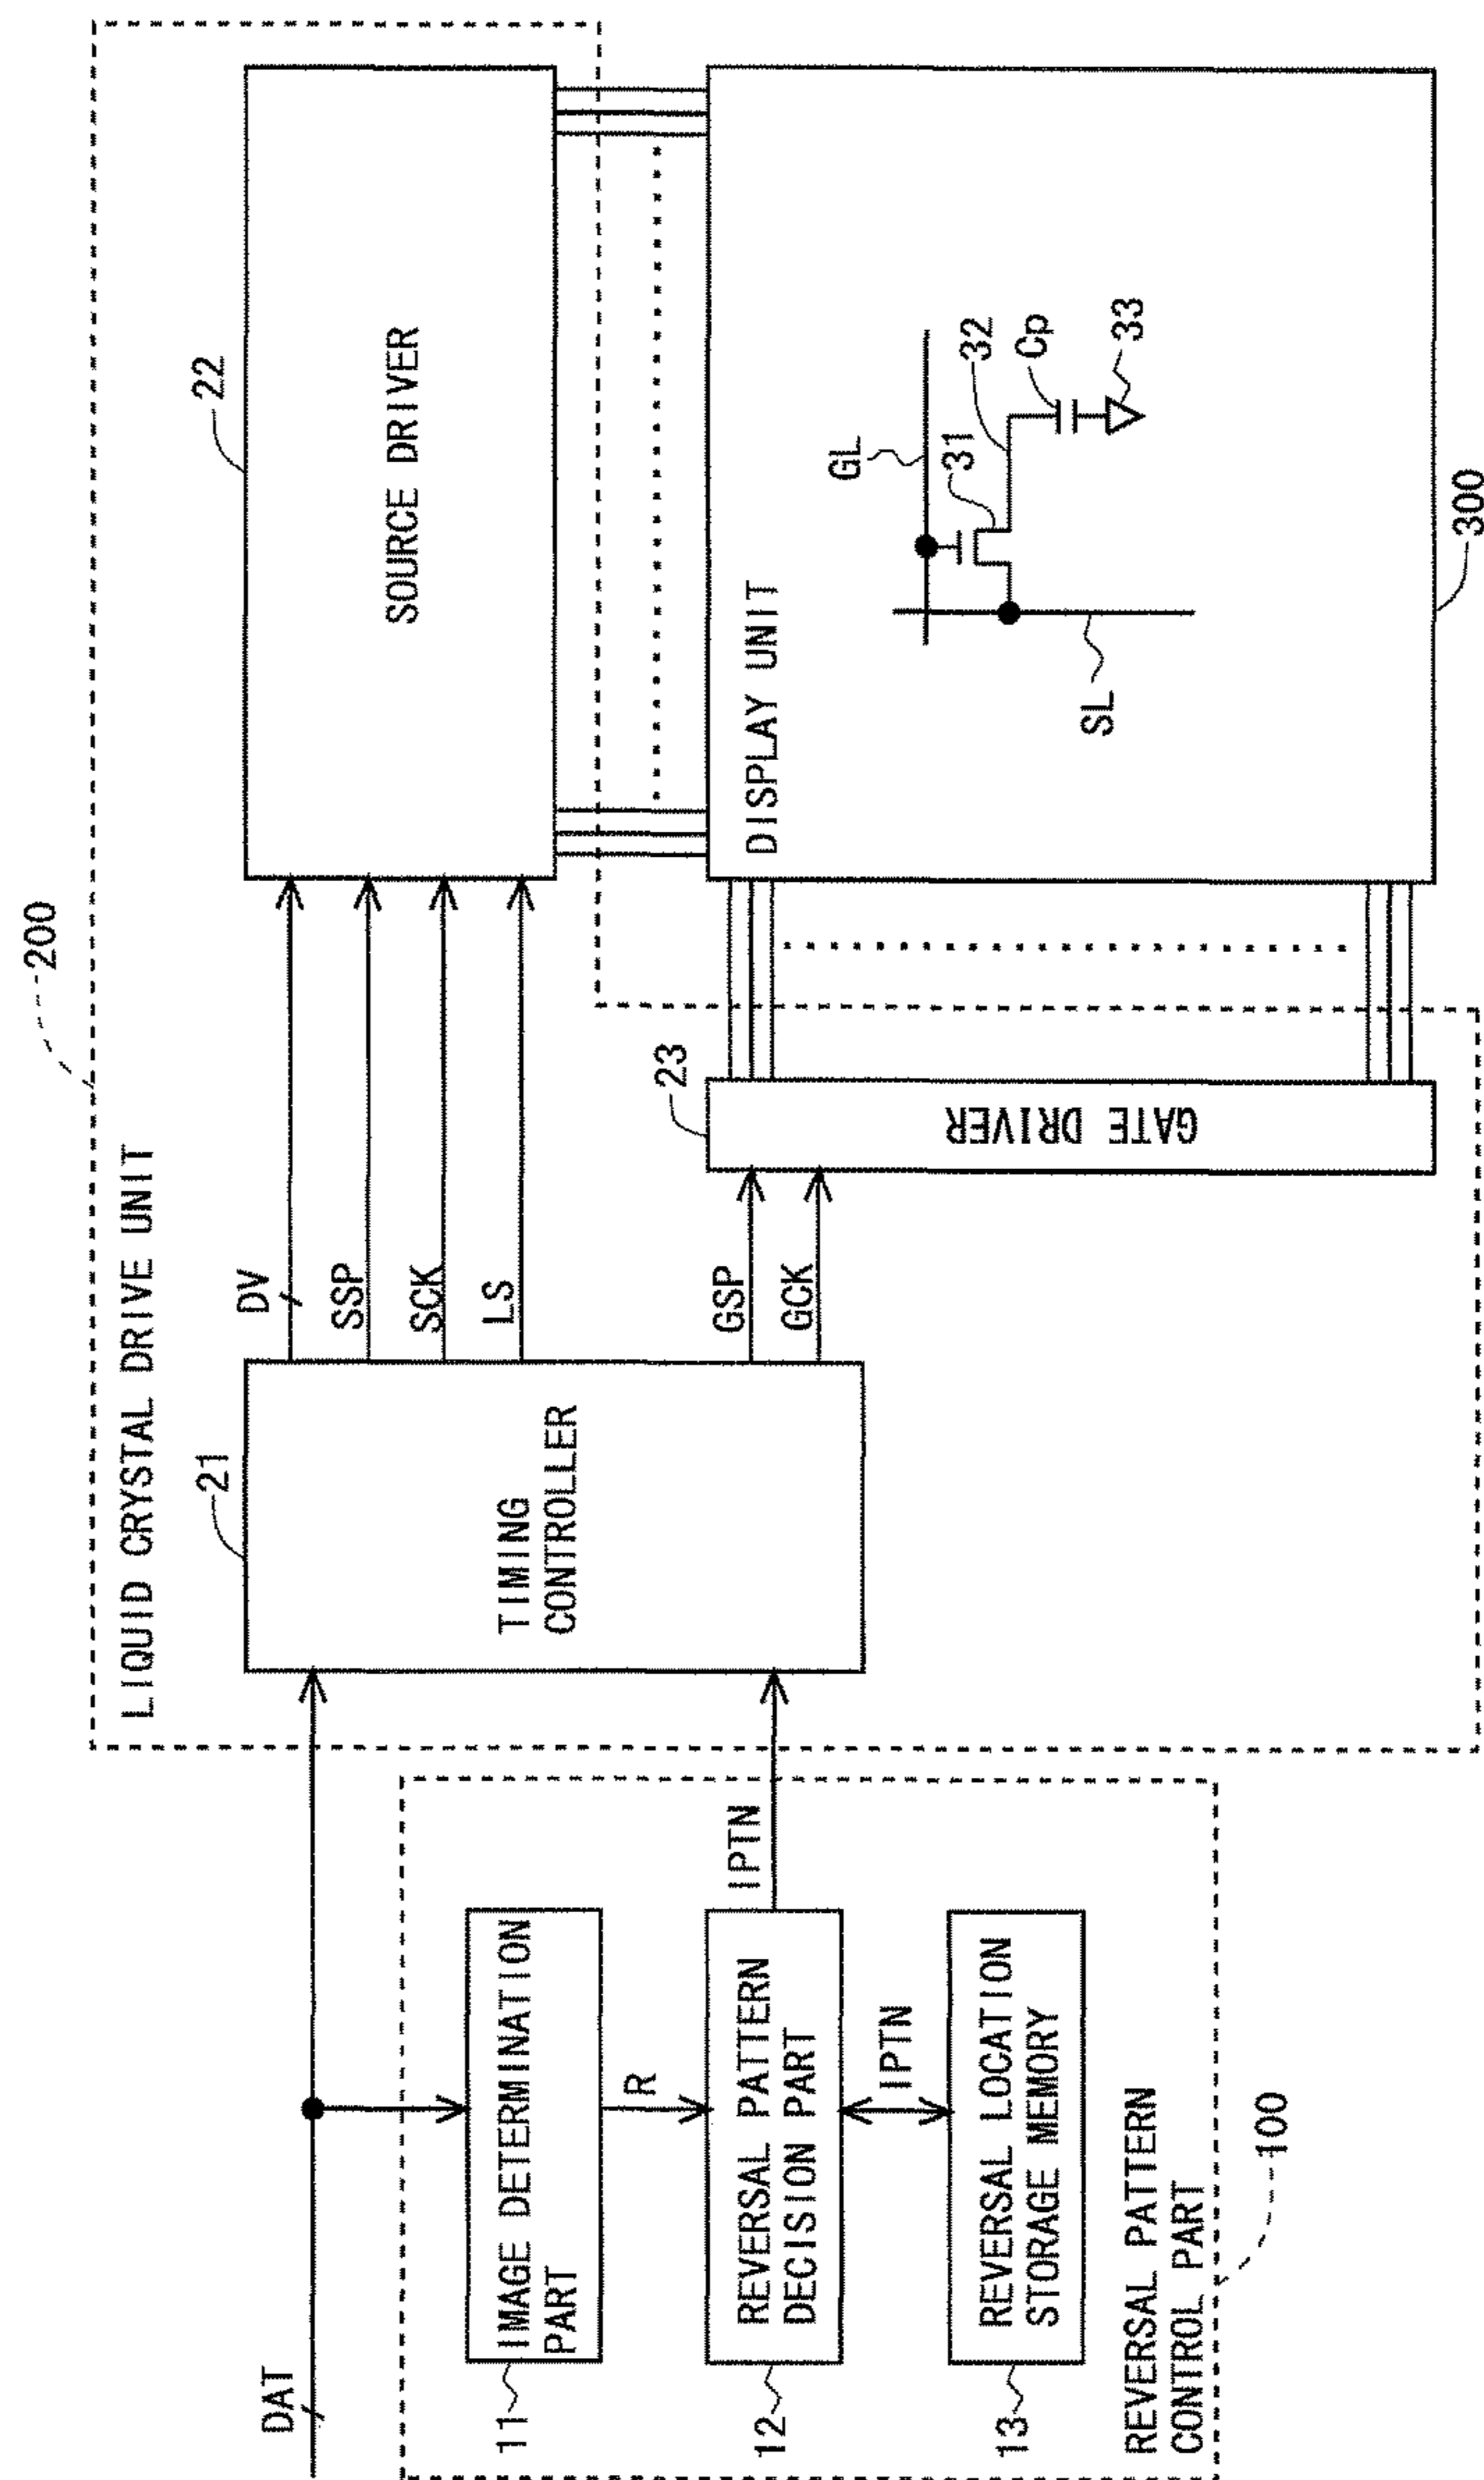 200
LIQUID CRYSTAL DRIVE UNIT
DAT
21
TIMING
CONTROLLER
DV
SSP
SCK
LS
GSP
GCK
22
SOURCE DRIVER
23
GATE DRIVER
DISPLAY UNIT
GL
31
32
Cp
33
SL
300
11
IMAGE DETERMINATION
PART
R
12
REVERSAL PATTERN
DECISION PART
IPTN
IPTN
13
REVERSAL LOCATION
STORAGE MEMORY
REVERSAL PATTERN
CONTROL PART
100